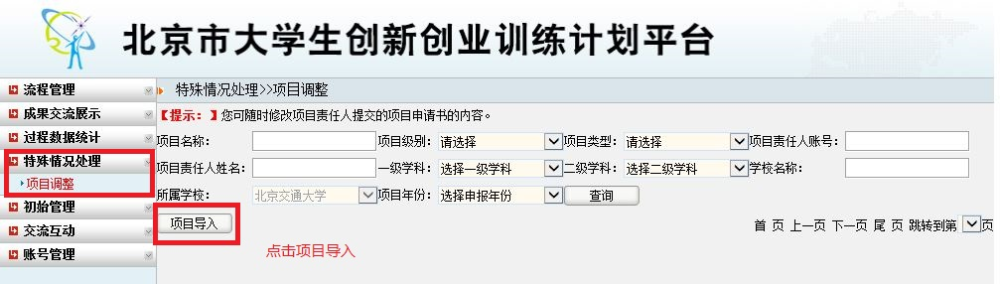 北京市大学生创新创业训练计划平台
流程管理
成果交流展示
过程数据统计
特殊情况处理
项目调整
初始管理
交流互动
账号管理
特殊情况处理>>项目调整
【提示：】您可随时修改项目责任人提交的项目申请书的内容。
项目名称： 项目级别： 请选择 项目类型： 请选择 项目责任人账号：
项目责任人姓名： 一级学科： 选择一级学科 二级学科： 选择二级学科 学校名称：
所属学校： 北京交通大学 项目年份： 选择申报年份 查询
项目导入
首 页 上一页 下一页 尾 页 跳转到第 页
点击项目导入